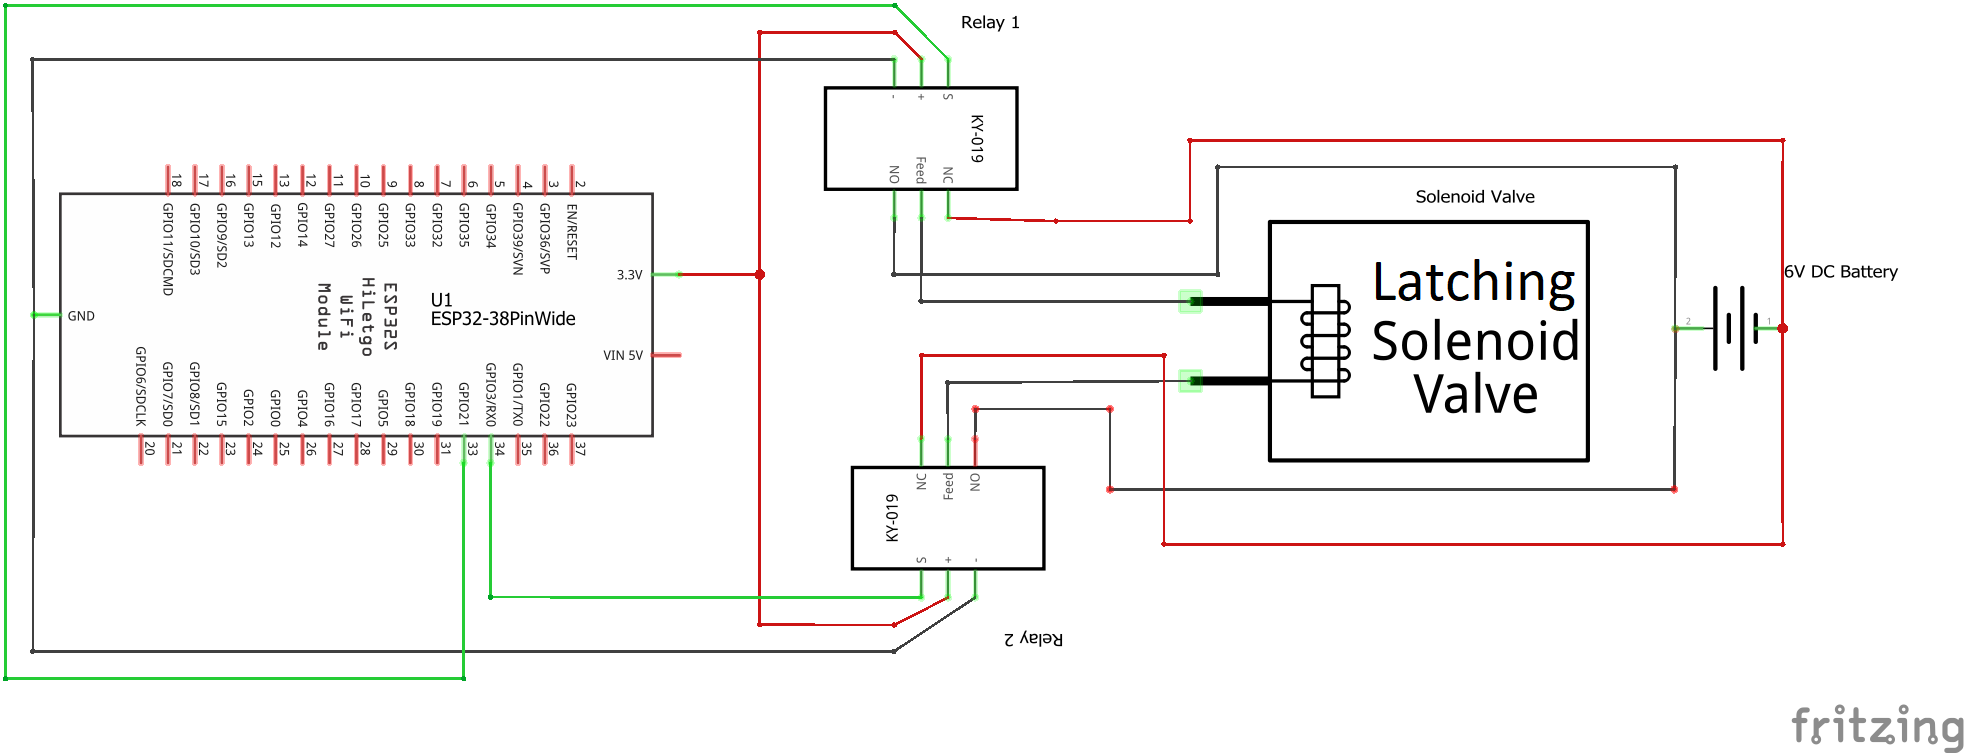 Relay 1
- + S
KY-019
NO Feed NC
18 17 16 15 13 12 11 10 9 8 7 6 5 4 3 2
GPIO11/SDCMD
GPIO10/SD3
GPIO9/SD2
GPIO13
GPIO12
GPIO14
GPIO27
GPIO26
GPIO25
GPIO33
GPIO32
GPIO35
GPIO34
GPIO39/SVN
GPIO36/SVP
EN/RESET
Solenoid Valve
3.3V
6V DC Battery
Latching
Solenoid
Valve
ESP32S
HiLetgo
WiFi
Module
U1
ESP32-38PinWide
GND
2
1
VIN 5V
GPIO6/SDCLK
GPIO7/SD0
GPIO8/SD1
GPIO15
GPIO2
GPIO0
GPIO4
GPIO16
GPIO17
GPIO5
GPIO18
GPIO19
GPIO21
GPIO3/RX0
GPIO1/TX0
GPIO22
GPIO23
20 21 22 23 24 25 26 27 28 29 30 31 33 34 35 36 37
NC Feed NO
KY-019
S + -
Relay 2
fritzing